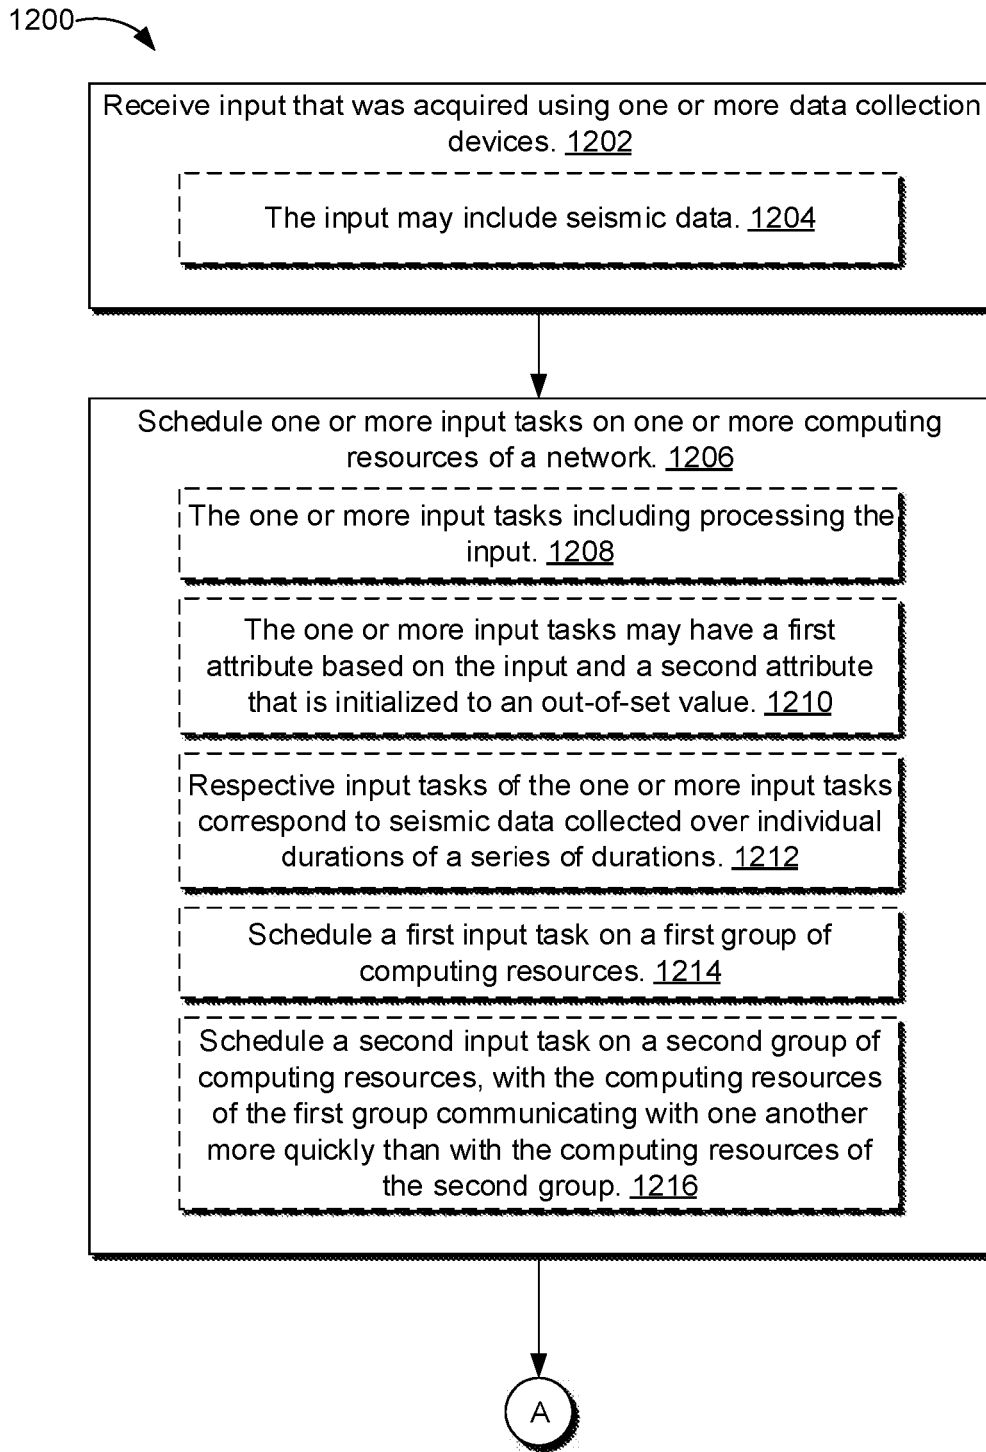 1200
Receive input that was acquired using one or more data collection
devices. 1202
The input may include seismic data. 1204
Schedule one or more input tasks on one or more computing
resources of a network. 1206
The one or more input tasks including processing the
input. 1208
The one or more input tasks may have a first
attribute based on the input and a second attribute
that is initialized to an out-of-set value. 1210
Respective input tasks of the one or more input tasks
correspond to seismic data collected over individual
durations of a series of durations. 1212
Schedule a first input task on a first group of
computing resources. 1214
Schedule a second input task on a second group of
computing resources, with the computing resources
of the first group communicating with one another
more quickly than with the computing resources of
the second group. 1216
A